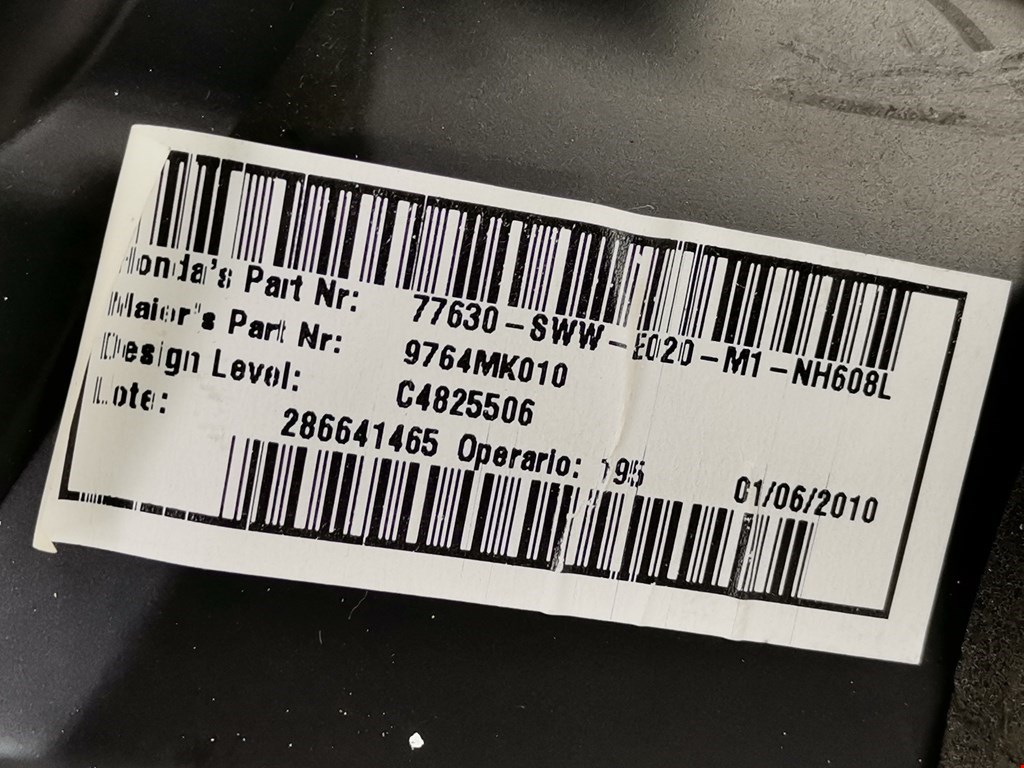 Honda's Part Nr: 77630-SWW-E020-M1-NH608L
Maier's Part Nr: 9764MK010
Design Level: C4825506
Lote: 286641465 Operario: 195 01/06/2010